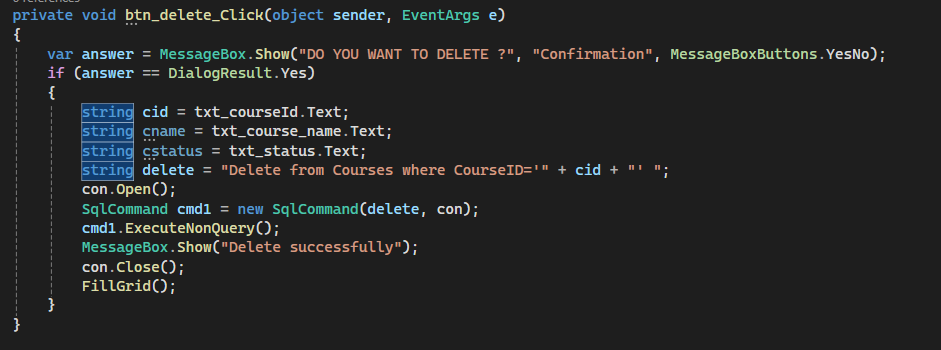 0 references
private void btn_delete_Click(object sender, EventArgs e)
{
var answer = MessageBox.Show("DO YOU WANT TO DELETE ?", "Confirmation", MessageBoxButtons.YesNo);
if (answer == DialogResult.Yes)
{
string cid = txt_courseId.Text;
string cname = txt_course_name.Text;
string cstatus = txt_status.Text;
string delete = "Delete from Courses where CourseID='" + cid + "' ";
con.Open();
SqlCommand cmd1 = new SqlCommand(delete, con);
cmd1.ExecuteNonQuery();
MessageBox.Show("Delete successfully");
con.Close();
FillGrid();
}
}